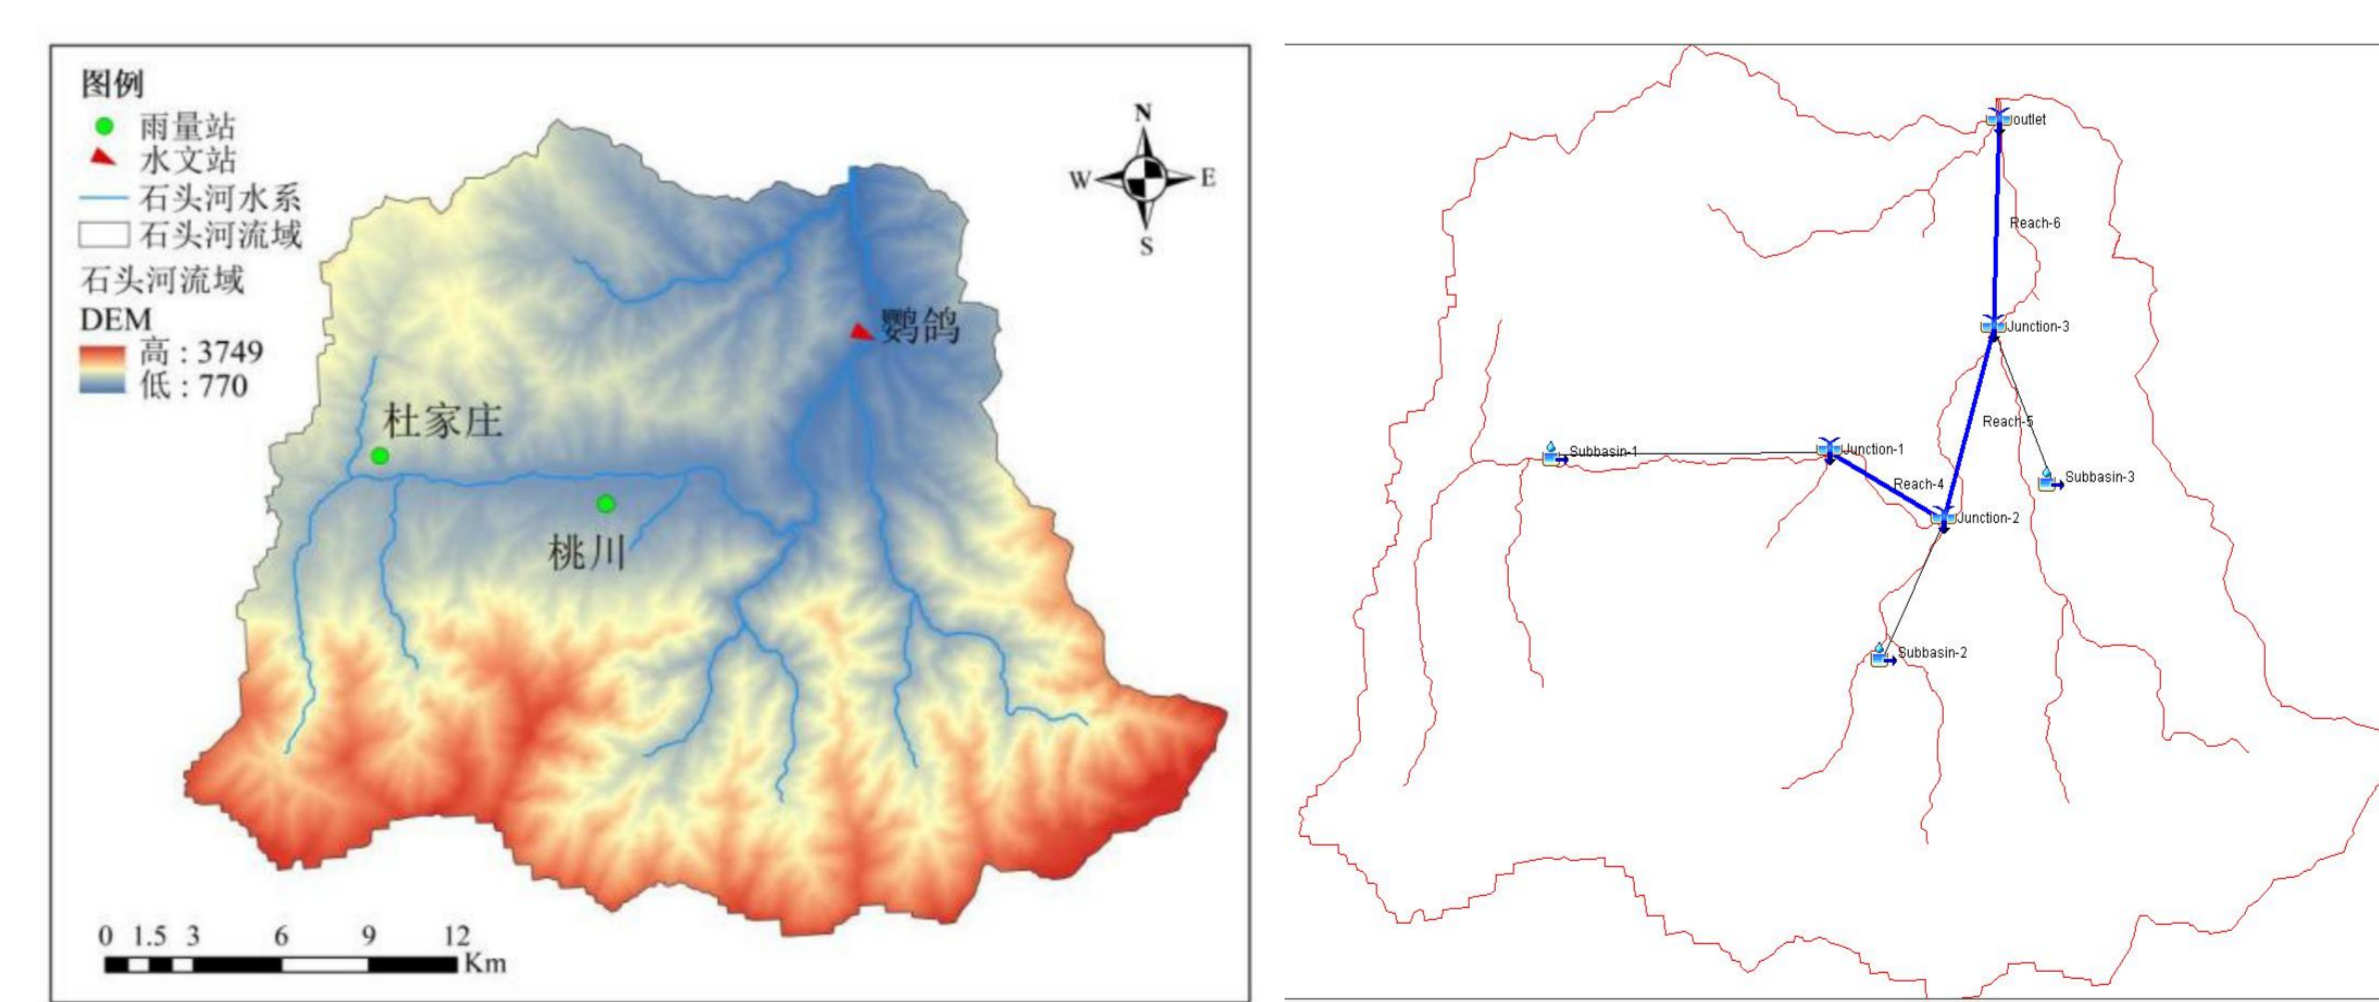 图例
雨量站
水文站
石头河水系
石头河流域
石头河流域
DEM
高 : 3749
低 : 770
N
W
E
S
鹦鸽
杜家庄
桃川
0 1.5 3 6 9 12
Km
outlet
Reach-6
Junction-3
Reach-5
Subbasin-1
Junction-1
Subbasin-3
Reach-4
Junction-2
Subbasin-2